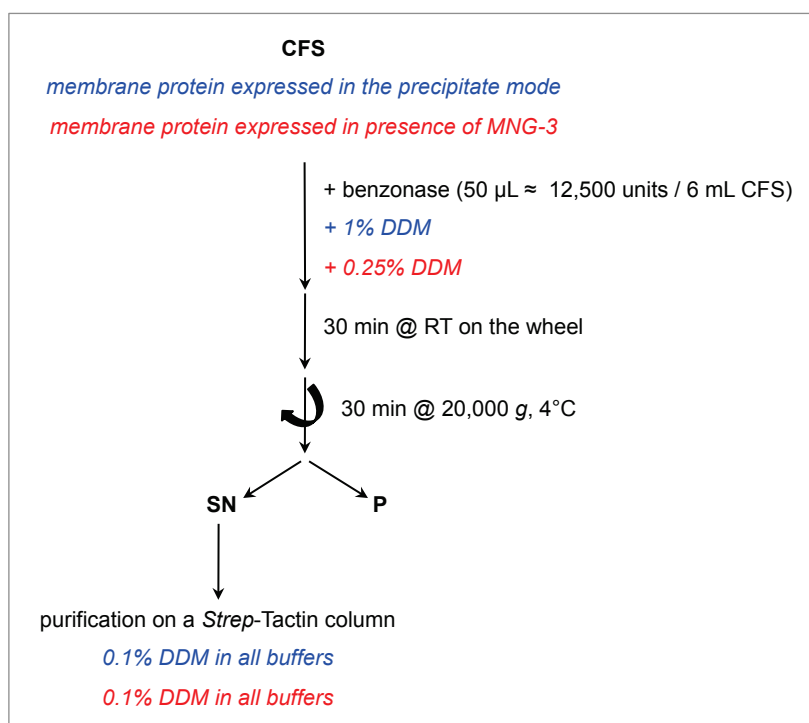 CFS
membrane protein expressed in the precipitate mode
membrane protein expressed in presence of MNG-3
+ benzonase (50 µL ≈ 12,500 units / 6 mL CFS)
+ 1% DDM
+ 0.25% DDM
30 min @ RT on the wheel
30 min @ 20,000 g, 4°C
SN P
purification on a Strep-Tactin column
0.1% DDM in all buffers
0.1% DDM in all buffers